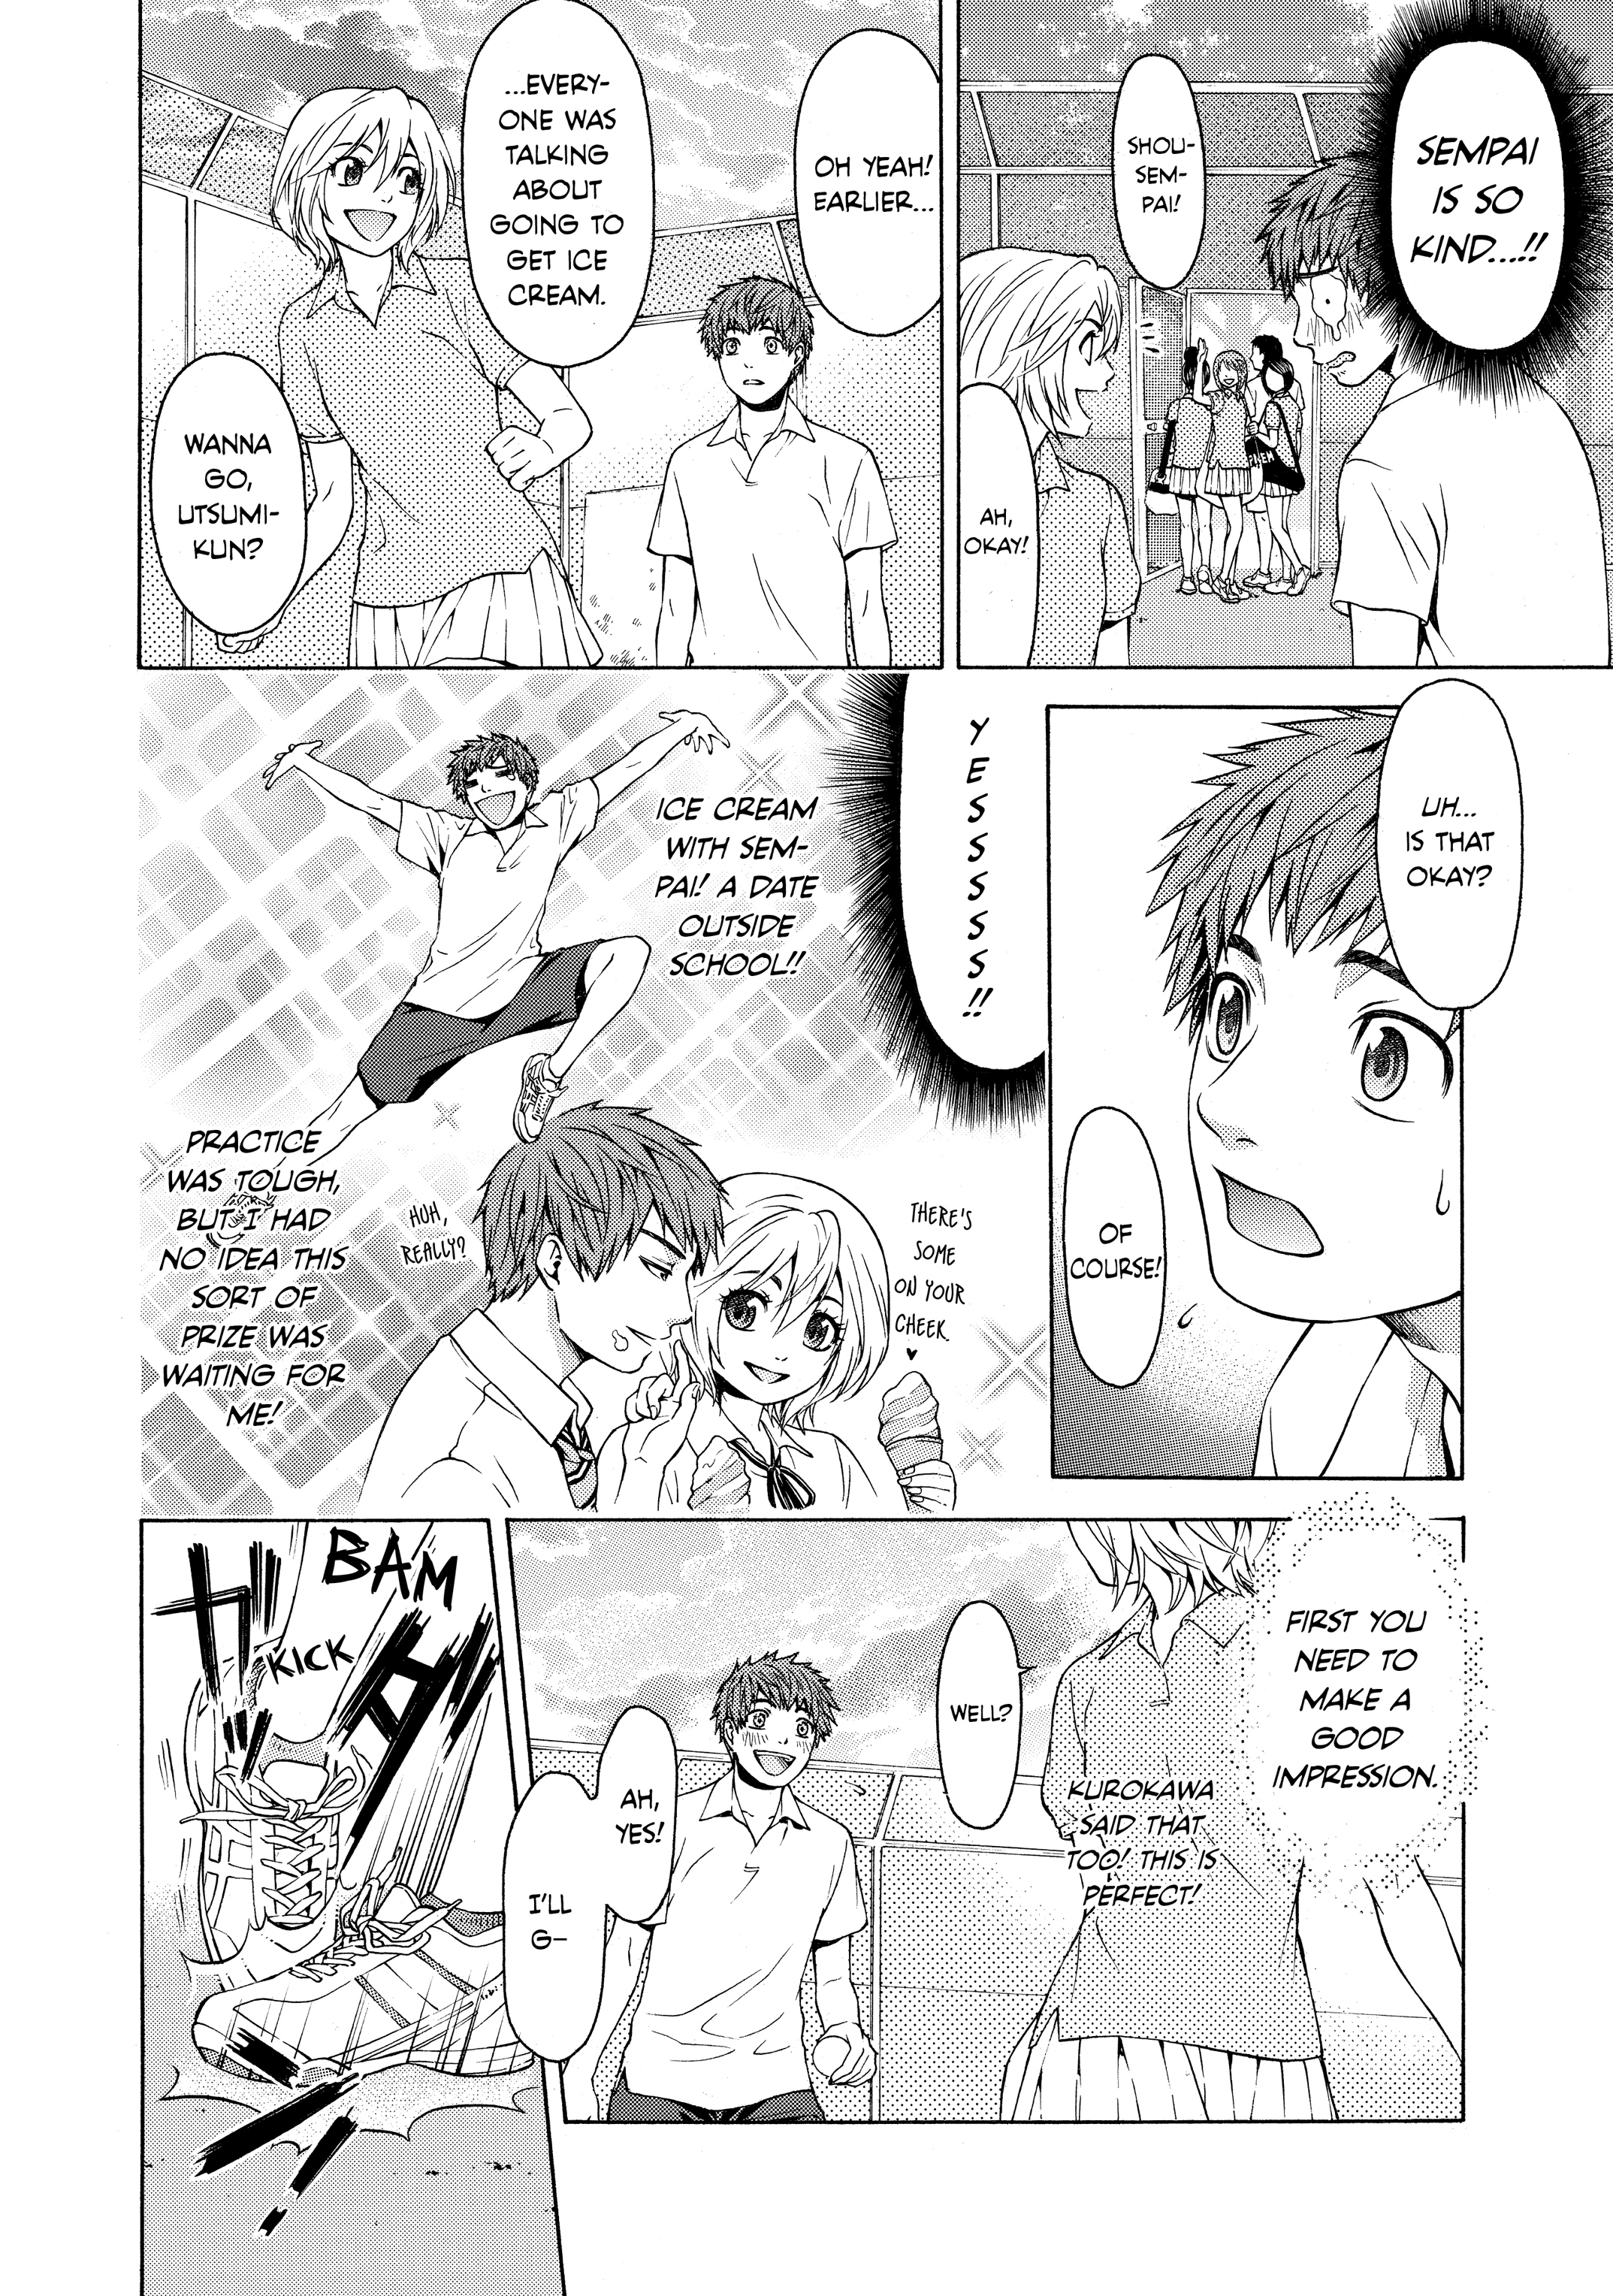 SEMPAI
IS SO
KIND...!!
SHOU-
SEM-
PAI!
AH,
OKAY!
OH YEAH!
EARLIER...
...EVERY-
ONE WAS
TALKING
ABOUT
GOING TO
GET ICE
CREAM.
WANNA
GO,
UTSUMI-
KUN?
UH...
IS THAT
OKAY?
OF
COURSE!
Y
E
S
S
S
S
S
!!
ICE CREAM
WITH SEM-
PAI! A DATE
OUTSIDE
SCHOOL!!
PRACTICE
WAS TOUGH,
BUT I HAD
NO IDEA THIS
SORT OF
PRIZE WAS
WAITING FOR
ME!
THERE'S
SOME
ON YOUR
CHEEK.
♥
HUH,
REALLY?
FIRST YOU
NEED TO
MAKE A
GOOD
IMPRESSION.
KUROKAWA
SAID THAT
TOO! THIS IS
PERFECT!
WELL?
AH,
YES!
I'LL
G—
BAM
KICK
ガ
ッ